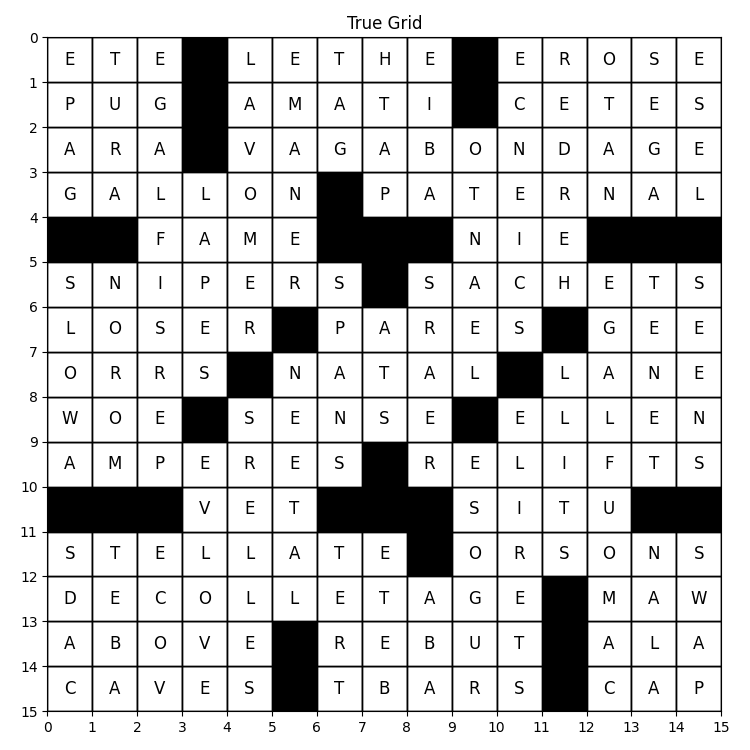 True Grid
0 E T E L E T H E E R O S E
1 P U G A M A T I C E T E S
2 A R A V A G A B O N D A G E
3 G A L L O N P A T E R N A L
4 F A M E N I E
5 S N I P E R S S A C H E T S
6 L O S E R P A R E S G E E
7 O R R S N A T A L L A N E
8 W O E S E N S E E L L E N
9 A M P E R E S R E L I F T S
10 V E T S I T U
11 S T E L L A T E O R S O N S
12 D E C O L L E T A G E M A W
13 A B O V E R E B U T A L A
14 C A V E S T B A R S C A P
15
0 1 2 3 4 5 6 7 8 9 10 11 12 13 14 15